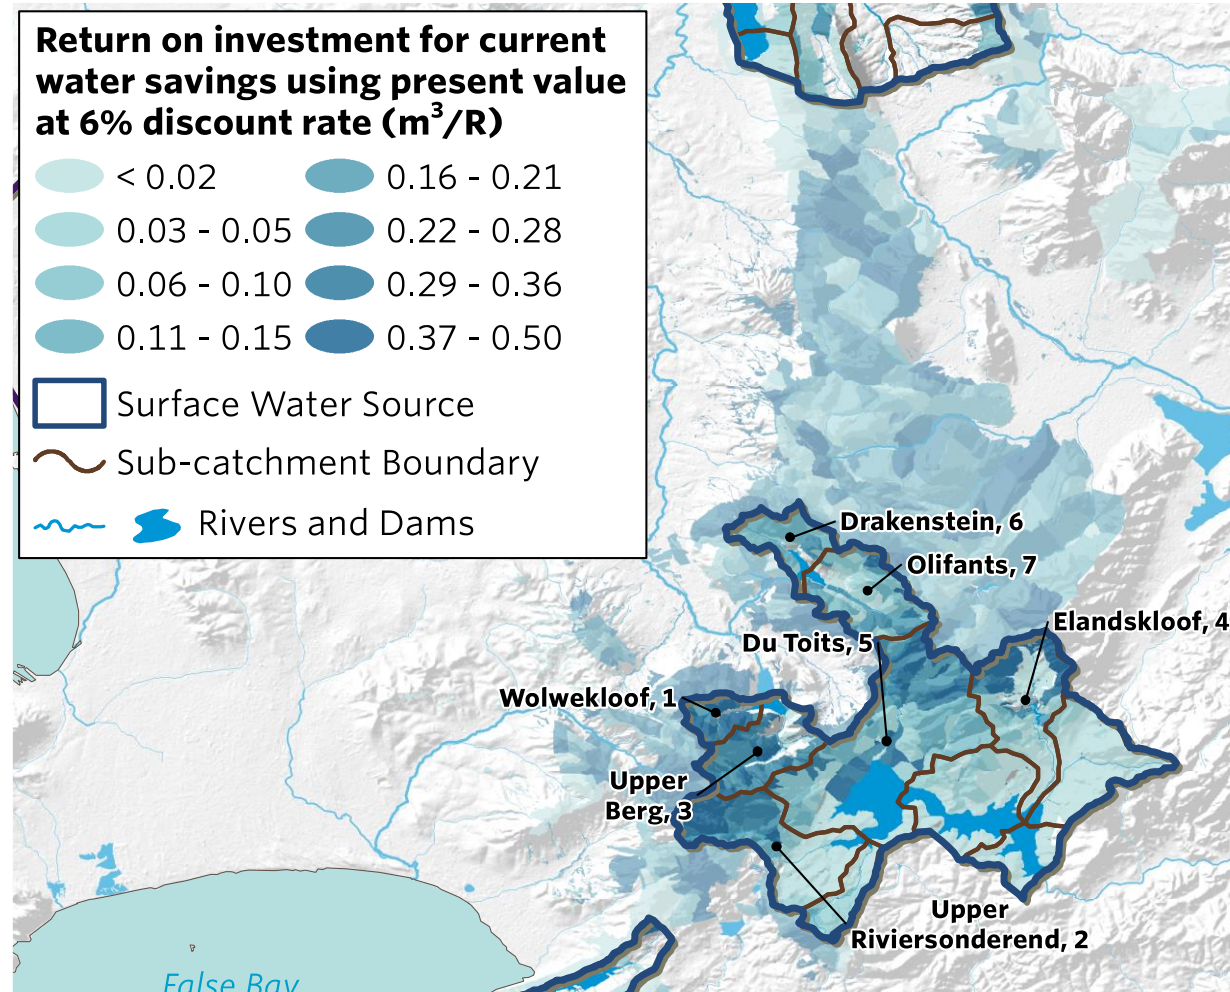 Return on investment for current
water savings using present value
at 6% discount rate (m³/R)
< 0.02
0.16 - 0.21
0.03 - 0.05
0.22 - 0.28
0.06 - 0.10
0.29 - 0.36
0.11 - 0.15
0.37 - 0.50
Surface Water Source
Sub-catchment Boundary
Rivers and Dams
Drakenstein, 6
Olifants, 7
Elandskloof, 4
Du Toits, 5
Wolwekloof, 1
Upper
Berg, 3
Upper
Riviersonderend, 2
False Bay